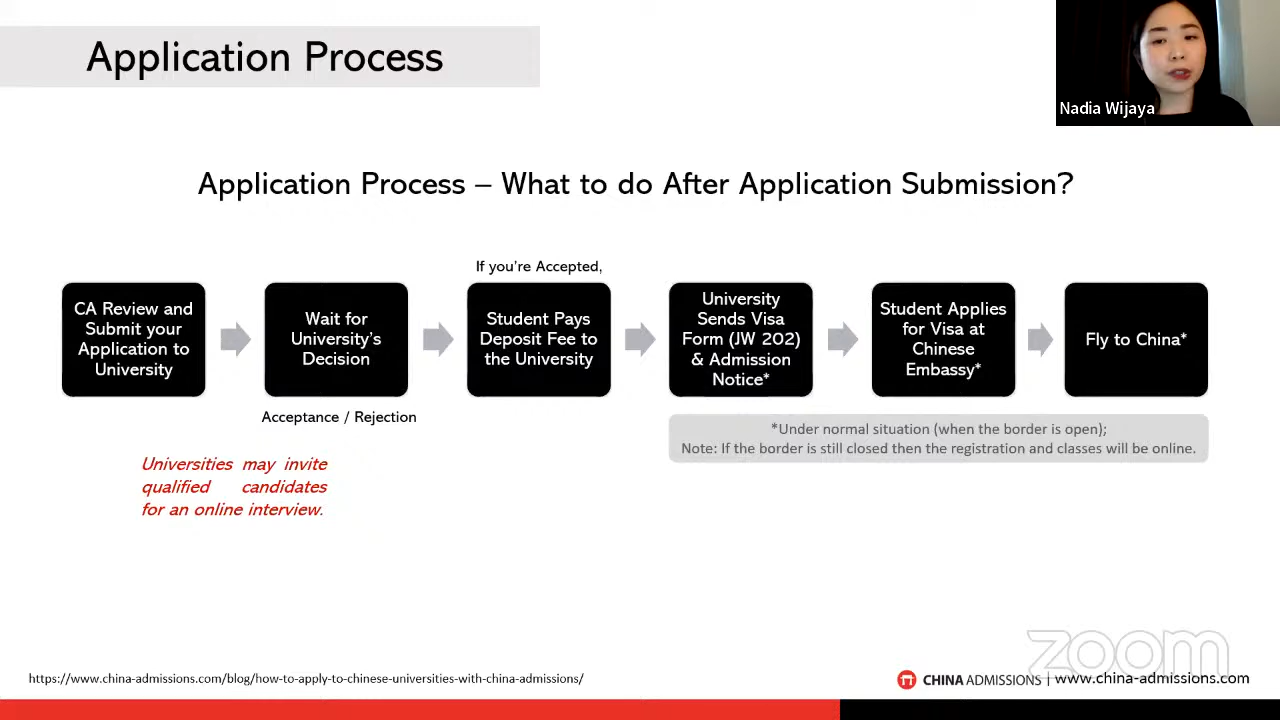 Application Process
Nadia Wijaya
Application Process – What to do After Application Submission?
If you're Accepted,
CA Review and
Submit your
Application to
University
Wait for
University's
Decision
Student Pays
Deposit Fee to
the University
University
Sends Visa
Form (JW 202)
& Admission
Notice*
Student Applies
for Visa at
Chinese
Embassy*
Fly to China*
Acceptance / Rejection
*Under normal situation (when the border is open);
Note: If the border is still closed then the registration and classes will be online.
Universities may invite
qualified candidates
for an online interview.
zoom
https://www.china-admissions.com/blog/how-to-apply-to-chinese-universities-with-china-admissions/
CHINA ADMISSIONS | www.china-admissions.com